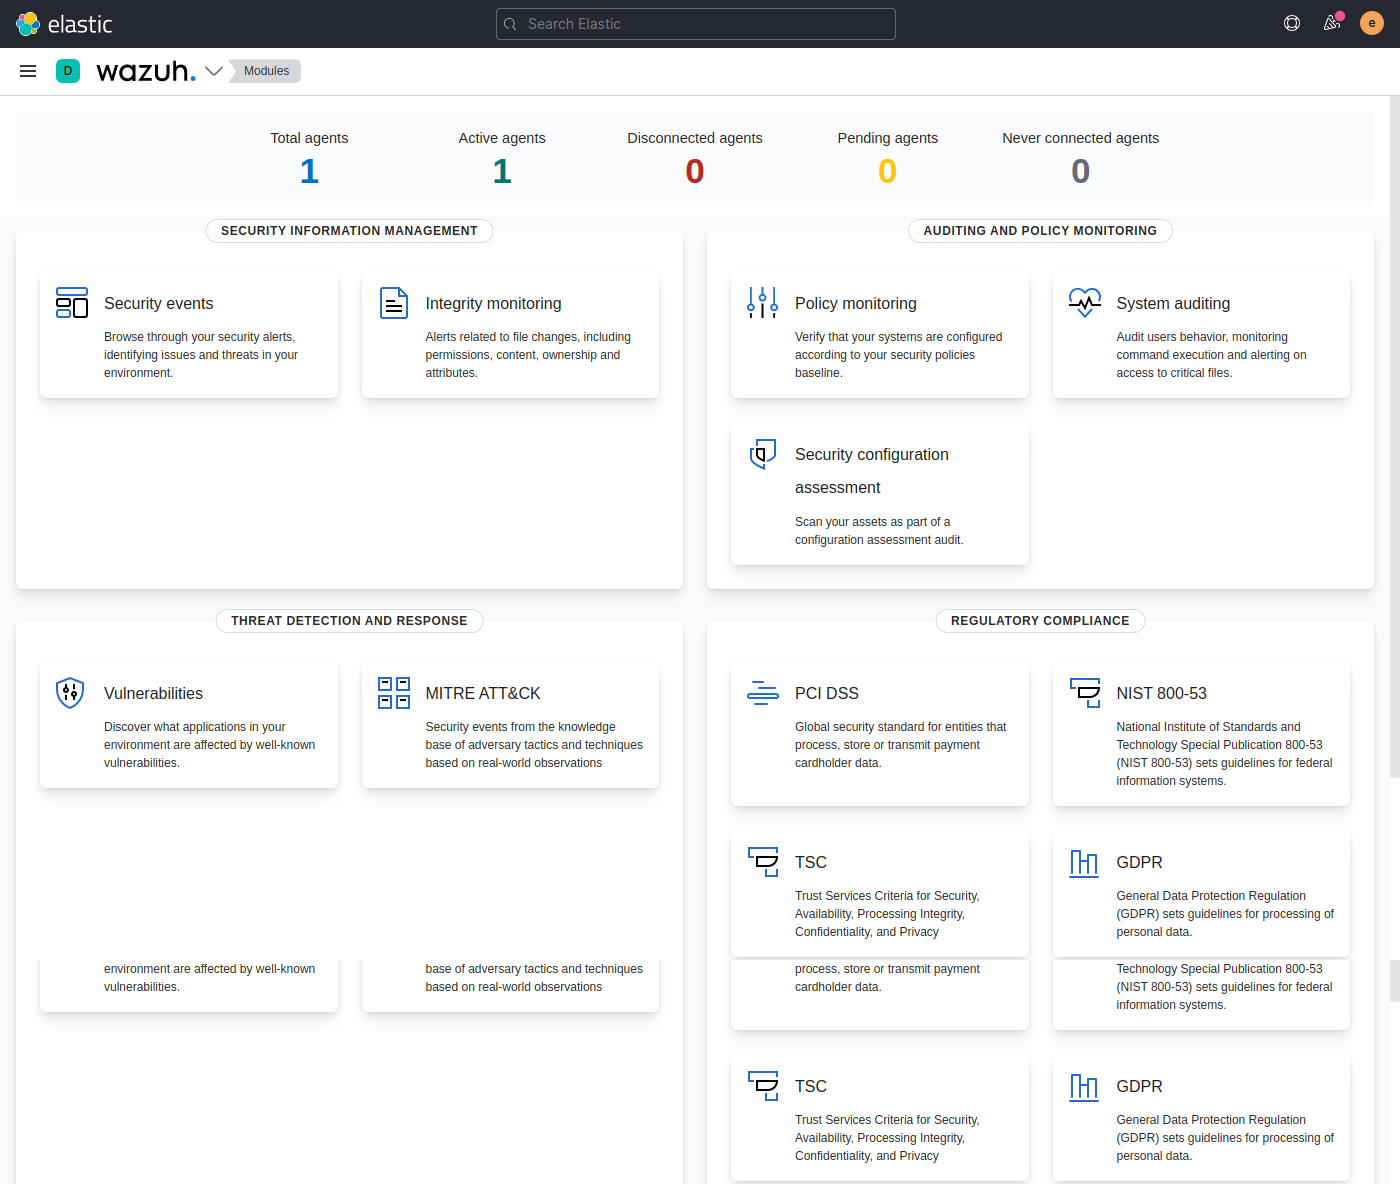 elastic
Search Elastic
e
D
wazuh.
Modules
Total agents
1
Active agents
1
Disconnected agents
0
Pending agents
0
Never connected agents
0
SECURITY INFORMATION MANAGEMENT
Security events
Browse through your security alerts,
identifying issues and threats in your
environment.
Integrity monitoring
Alerts related to file changes, including
permissions, content, ownership and
attributes.
AUDITING AND POLICY MONITORING
Policy monitoring
Verify that your systems are configured
according to your security policies
baseline.
System auditing
Audit users behavior, monitoring
command execution and alerting on
access to critical files.
Security configuration
assessment
Scan your assets as part of a
configuration assessment audit.
THREAT DETECTION AND RESPONSE
Vulnerabilities
Discover what applications in your
environment are affected by well-known
vulnerabilities.
MITRE ATT&CK
Security events from the knowledge
base of adversary tactics and techniques
based on real-world observations
environment are affected by well-known
vulnerabilities.
base of adversary tactics and techniques
based on real-world observations
REGULATORY COMPLIANCE
PCI DSS
Global security standard for entities that
process, store or transmit payment
cardholder data.
NIST 800-53
National Institute of Standards and
Technology Special Publication 800-53
(NIST 800-53) sets guidelines for federal
information systems.
TSC
Trust Services Criteria for Security,
Availability, Processing Integrity,
Confidentiality, and Privacy
GDPR
General Data Protection Regulation
(GDPR) sets guidelines for processing of
personal data.
process, store or transmit payment
cardholder data.
Technology Special Publication 800-53
(NIST 800-53) sets guidelines for federal
information systems.
TSC
Trust Services Criteria for Security,
Availability, Processing Integrity,
Confidentiality, and Privacy
GDPR
General Data Protection Regulation
(GDPR) sets guidelines for processing of
personal data.